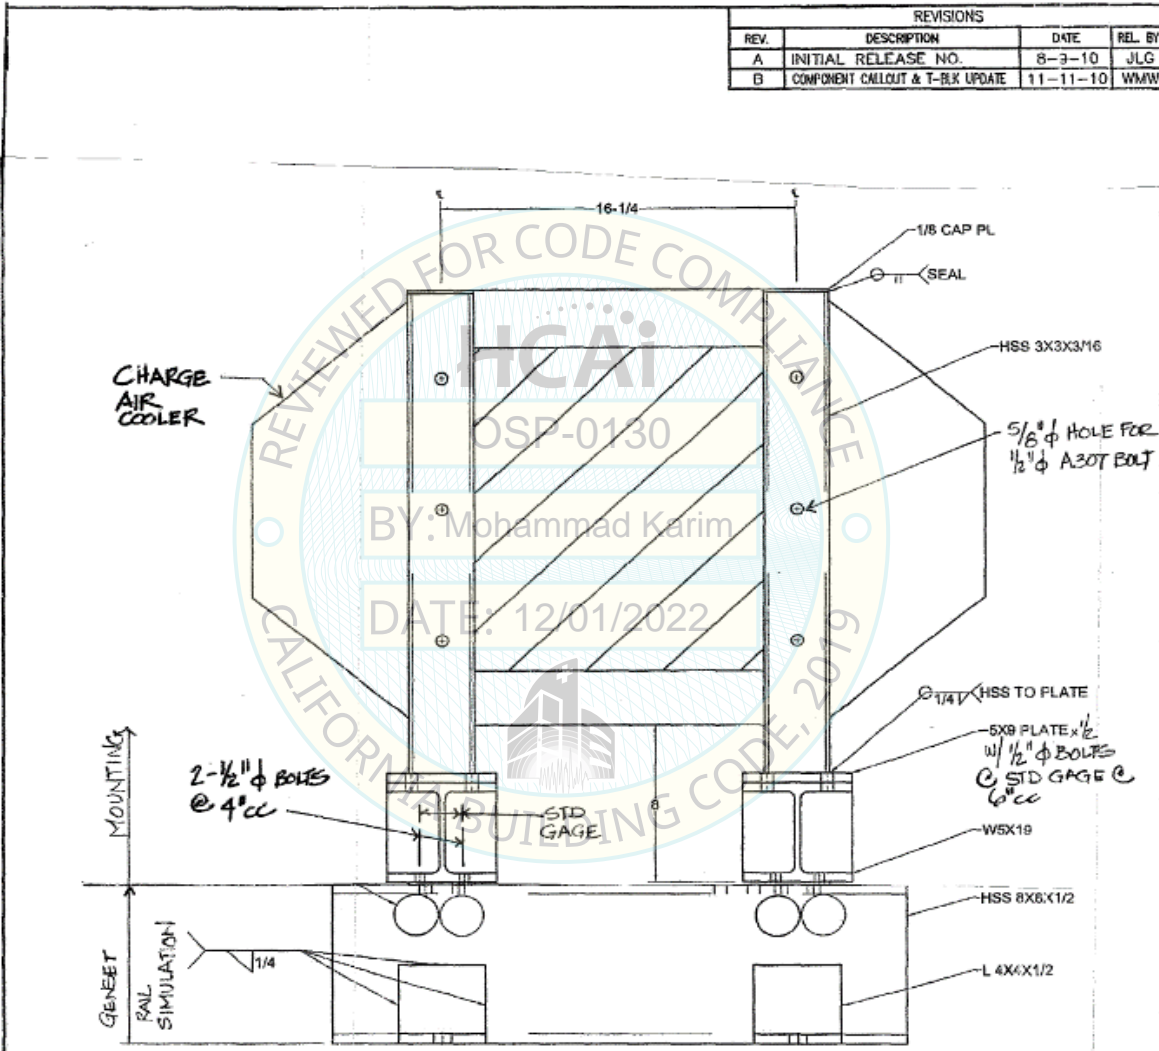 REVISIONS
REV. DESCRIPTION DATE REL. BY
A INITIAL RELEASE NO. 8-9-10 JLG
B COMPONENT CALLOUT & T-BLK UPDATE 11-11-10 WMW
16-1/4
1/8 CAP PL
SEAL
REVIEWED FOR CODE COMPLIANCE
HCAi
HSS 3X3X3/16
CHARGE
AIR
COOLER
OSP-0130
5/8"φ HOLE FOR
1/2"φ A307 BOLT
BY: Mohammad Karim
DATE: 12/01/2022
CALIFORNIA BUILDING CODE, 2019
1/4 HSS TO PLATE
5X9 PLATE x 1/2
W/ 1/2"φ BOLTS
@ STD GAGE @
6"cc
MOUNTING
2-1/2"φ BOLTS
@ 4"cc
STD
GAGE
8
W5X19
HSS 8X6X1/2
GENSET
RAIL
SIMULATION
1/4
L 4X4X1/2